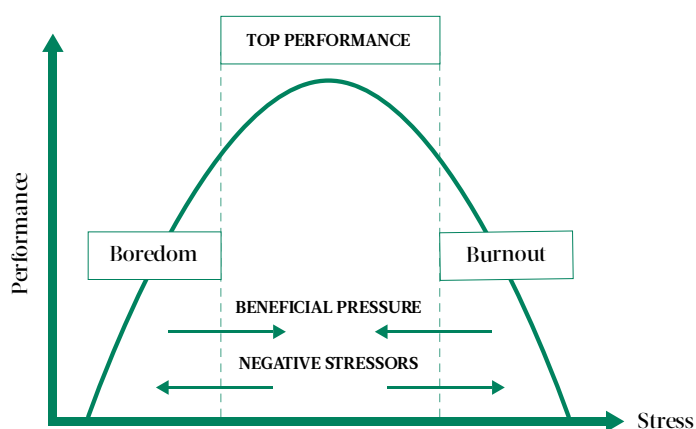 TOP PERFORMANCE
Performance
Boredom
Burnout
BENEFICIAL PRESSURE
NEGATIVE STRESSORS
Stress